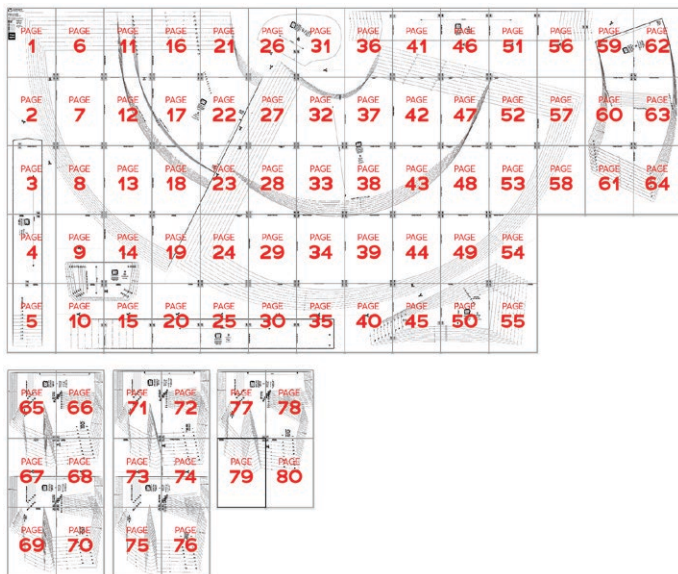 PAGE PAGE PAGE PAGE PAGE PAGE PAGE PAGE PAGE PAGE PAGE PAGE PAGE PAGE
1 6 11 16 21 26 31 36 41 46 51 56 59 62
PAGE PAGE PAGE PAGE PAGE PAGE PAGE PAGE PAGE PAGE PAGE PAGE PAGE PAGE
2 7 12 17 22 27 32 37 42 47 52 57 60 63
PAGE PAGE PAGE PAGE PAGE PAGE PAGE PAGE PAGE PAGE PAGE PAGE PAGE PAGE
3 8 13 18 23 28 33 38 43 48 53 58 61 64
PAGE PAGE PAGE PAGE PAGE PAGE PAGE PAGE PAGE PAGE PAGE
4 9 14 19 24 29 34 39 44 49 54
PAGE PAGE PAGE PAGE PAGE PAGE PAGE PAGE PAGE PAGE PAGE
5 10 15 20 25 30 35 40 45 50 55
PAGE PAGE PAGE PAGE PAGE PAGE
65 66 71 72 77 78
PAGE PAGE PAGE PAGE PAGE PAGE
67 68 73 74 79 80
PAGE PAGE PAGE PAGE
69 70 75 76